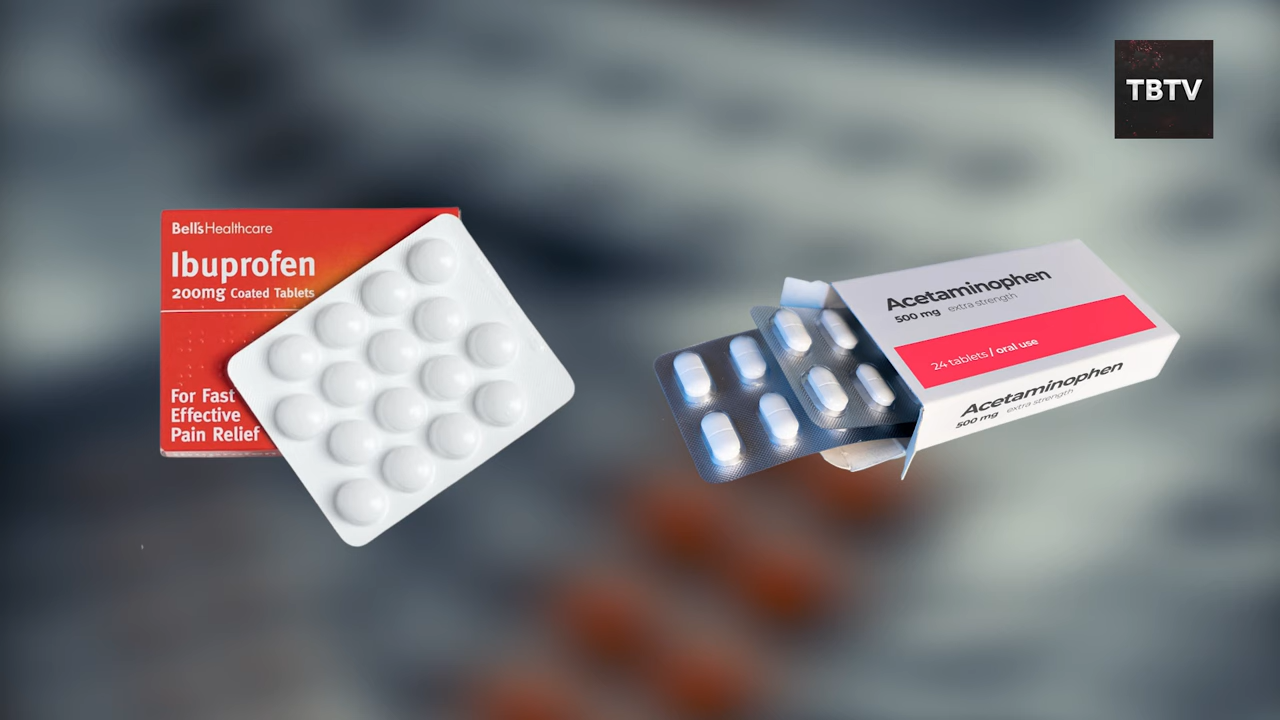 TBTV
Bell's Healthcare
Ibuprofen
200mg Coated Tablets
For Fast
Effective
Pain Relief
Acetaminophen
500 mg extra strength
24 tablets / oral use
Acetaminophen
500 mg extra strength